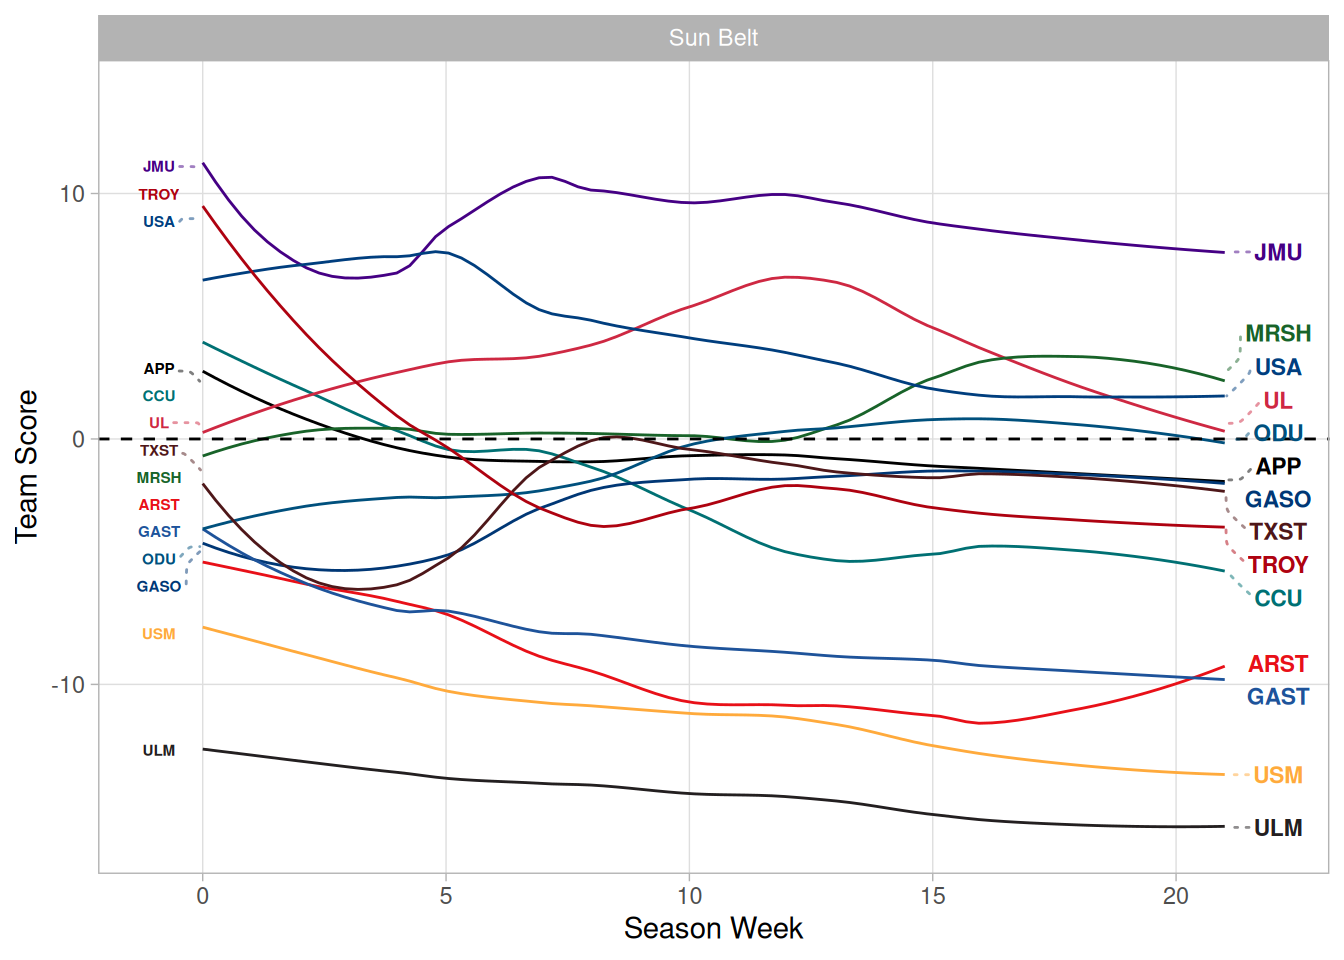 Sun Belt
Team Score
10
0
-10
JMU
TROY
USA
APP
CCU
UL
TXST
MRSH
ARST
GAST
ODU
GASO
USM
ULM
JMU
MRSH
USA
UL
ODU
APP
GASO
TXST
TROY
CCU
ARST
GAST
USM
ULM
0 5 10 15 20
Season Week